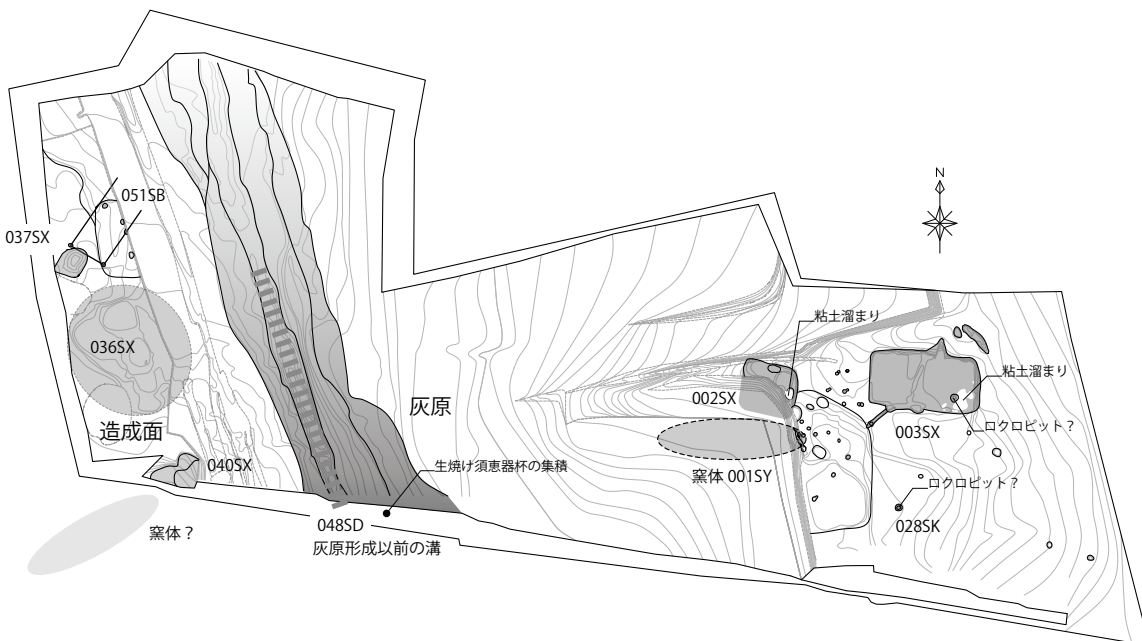 N
051SB
037SX
036SX
造成面
040SX
窯体？
灰原
生焼け須恵器杯の集積
048SD
灰原形成以前の溝
粘土溜まり
002SX
窯体 001SY
粘土溜まり
003SX
ロクロピット？
ロクロピット？
028SK